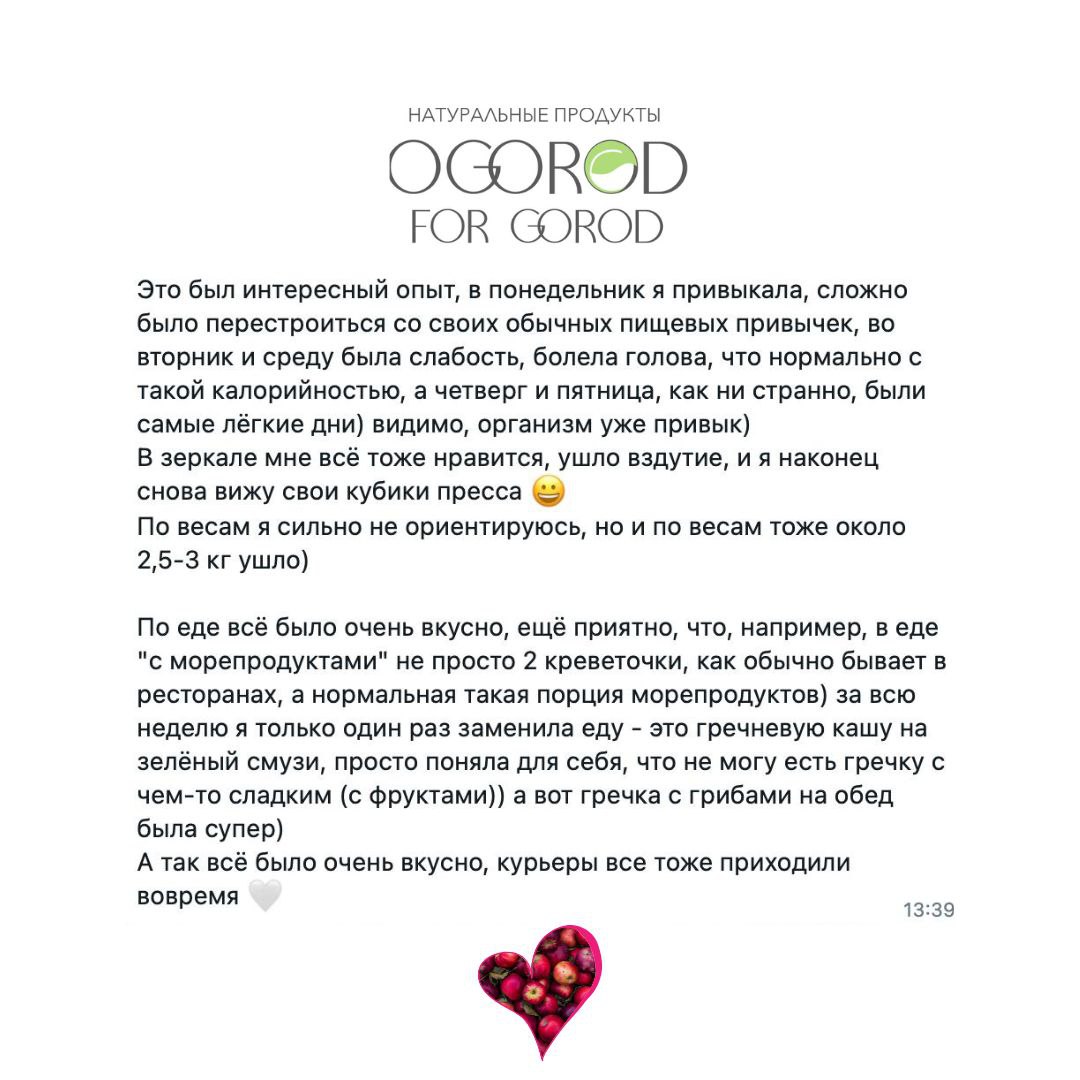 НАТУРАЛЬНЫЕ ПРОДУКТЫ
OGOROD
FOR GOROD
Это был интересный опыт, в понедельник я привыкала, сложно
было перестроиться со своих обычных пищевых привычек, во
вторник и среду была слабость, болела голова, что нормально с
такой калорийностью, а четверг и пятница, как ни странно, были
самые лёгкие дни) видимо, организм уже привык)
В зеркале мне всё тоже нравится, ушло вздутие, и я наконец
снова вижу свои кубики пресса 😀
По весам я сильно не ориентируюсь, но и по весам тоже около
2,5-3 кг ушло)
По еде всё было очень вкусно, ещё приятно, что, например, в еде
"с морепродуктами" не просто 2 креветочки, как обычно бывает в
ресторанах, а нормальная такая порция морепродуктов) за всю
неделю я только один раз заменила еду - это гречневую кашу на
зелёный смузи, просто поняла для себя, что не могу есть гречку с
чем-то сладким (с фруктами)) а вот гречка с грибами на обед
была супер)
А так всё было очень вкусно, курьеры все тоже приходили
вовремя 🤍
13:39